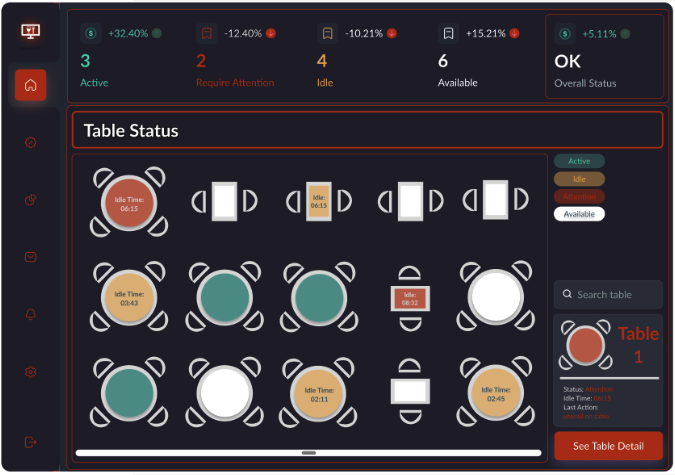 +32.40%
-12.40%
-10.21%
+15.21%
+5.11%
3
2
4
6
OK
Active
Require Attention
Idle
Available
Overall Status
Table Status
Active
Idle
Attention
Available
Idle Time:
06:15
Idle:
06:15
Idle Time:
03:43
Idle:
06:32
Idle Time:
02:11
Idle Time:
02:45
Search table
Table
1
Status: Attention
Idle Time: 06:15
Last Action:
See Table Detail